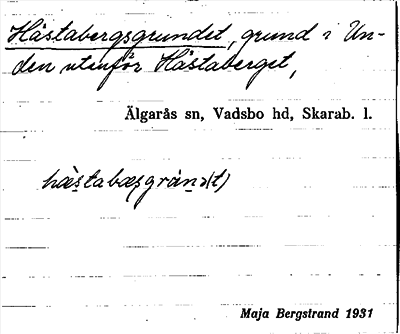 Hästabergsgrundet, grund i Un-
den utanför Hästaberget,
Älgarås sn, Vadsbo hd, Skarab. l.
Maja Bergstrand 1931